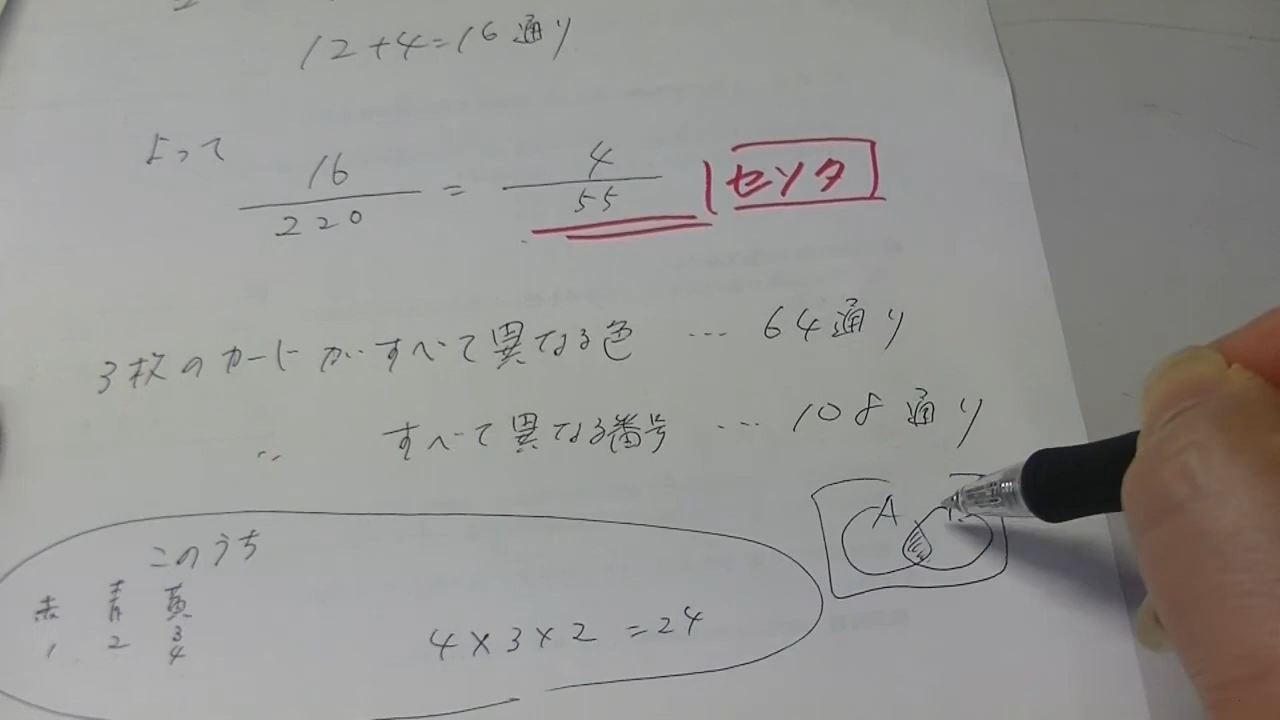 12+4=16通り
よって 16/220 = 4/55 センタ
3枚のカードがすべて異なる色 … 64通り
〃 すべて異なる番号 … 108通り
A
このうち
赤 青 黄
1 2 3
4
4×3×2=24